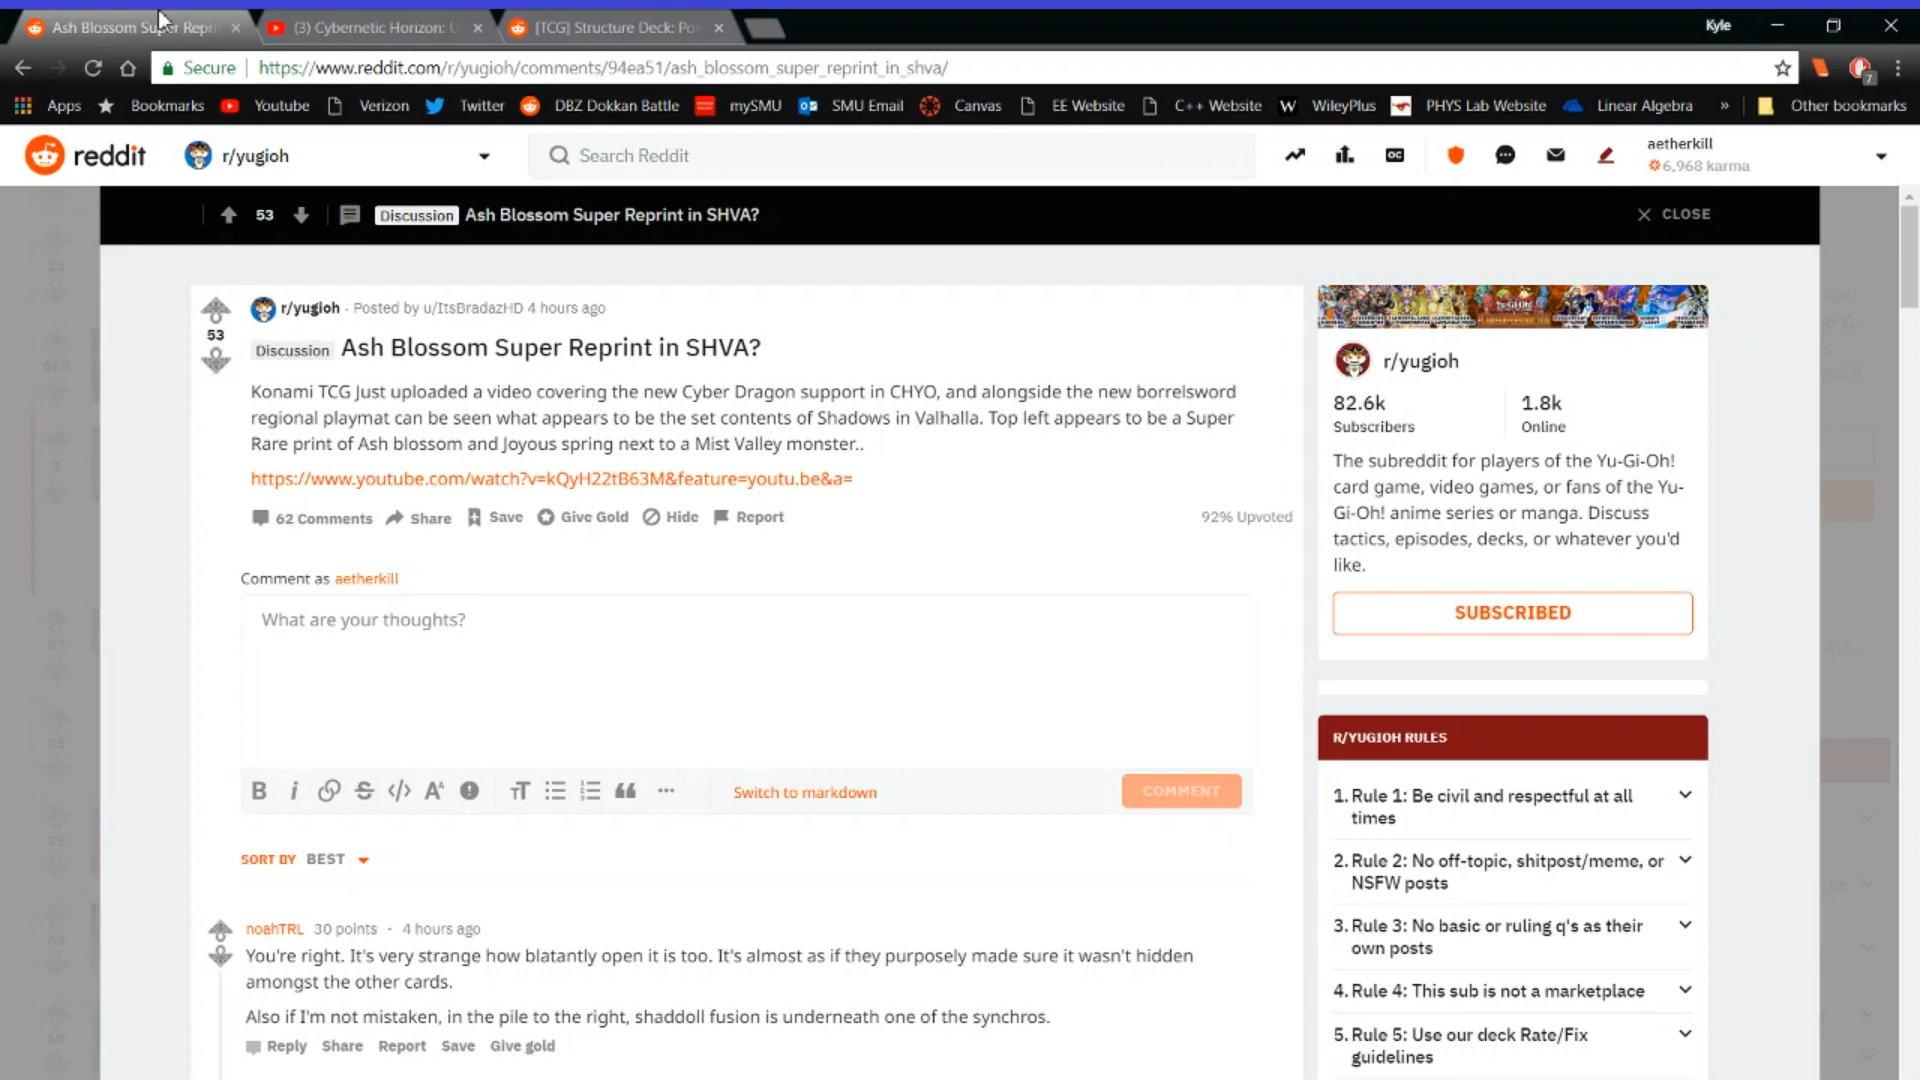 Ash Blossom Super Repri
(3) Cybernetic Horizon: U
[TCG] Structure Deck: Pow
Kyle
Secure
https://www.reddit.com/r/yugioh/comments/94ea51/ash_blossom_super_reprint_in_shva/
7
Apps
Bookmarks
Youtube
Verizon
Twitter
DBZ Dokkan Battle
mySMU
SMU Email
Canvas
EE Website
C++ Website
WileyPlus
PHYS Lab Website
Linear Algebra
»
Other bookmarks
reddit
r/yugioh
Search Reddit
OC
aetherkill
6,968 karma
53
Discussion Ash Blossom Super Reprint in SHVA?
CLOSE
53
r/yugioh · Posted by u/ItsBradazHD 4 hours ago
Discussion Ash Blossom Super Reprint in SHVA?
Konami TCG Just uploaded a video covering the new Cyber Dragon support in CHYO, and alongside the new borrelsword
regional playmat can be seen what appears to be the set contents of Shadows in Valhalla. Top left appears to be a Super
Rare print of Ash blossom and Joyous spring next to a Mist Valley monster..
https://www.youtube.com/watch?v=kQyH22tB63M&feature=youtu.be&a=
62 Comments Share Save Give Gold Hide Report
92% Upvoted
Comment as aetherkill
What are your thoughts?
Switch to markdown
COMMENT
SORT BY BEST
noahTRL 30 points - 4 hours ago
You're right. It's very strange how blatantly open it is too. It's almost as if they purposely made sure it wasn't hidden
amongst the other cards.
Also if I'm not mistaken, in the pile to the right, shaddoll fusion is underneath one of the synchros.
Reply Share Report Save Give gold
r/yugioh
82.6k
Subscribers
1.8k
Online
The subreddit for players of the Yu-Gi-Oh!
card game, video games, or fans of the Yu-
Gi-Oh! anime series or manga. Discuss
tactics, episodes, decks, or whatever you'd
like.
SUBSCRIBED
R/YUGIOH RULES
1. Rule 1: Be civil and respectful at all
times
2. Rule 2: No off-topic, shitpost/meme, or
NSFW posts
3. Rule 3: No basic or ruling q's as their
own posts
4. Rule 4: This sub is not a marketplace
5. Rule 5: Use our deck Rate/Fix
guidelines